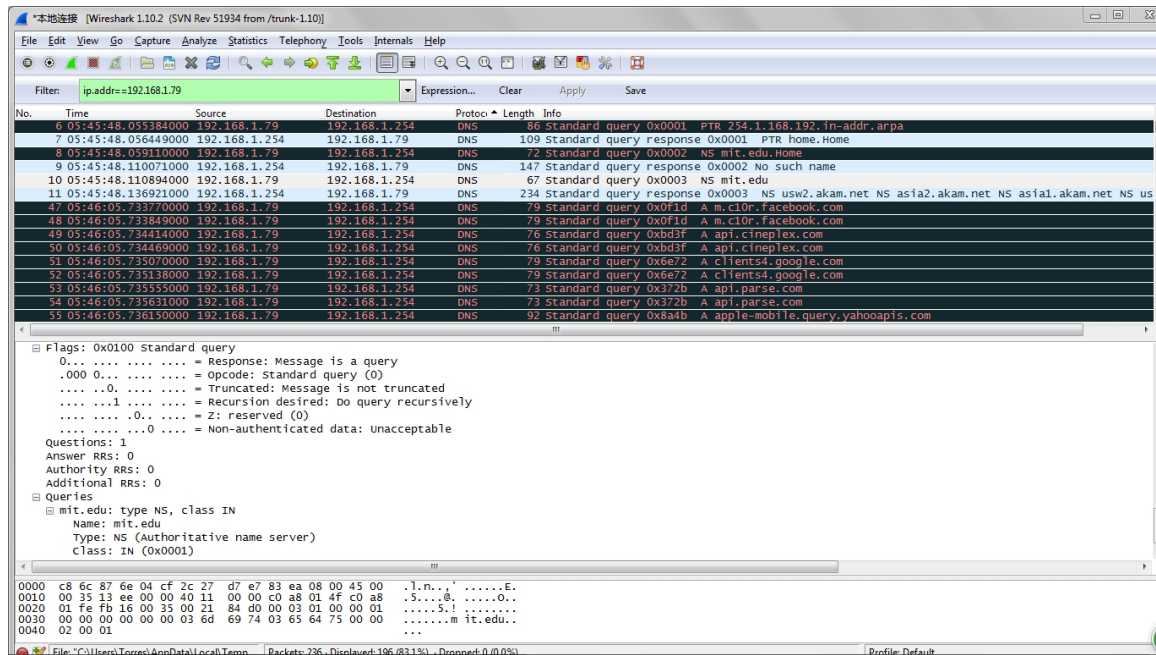 *本地连接 [Wireshark 1.10.2 (SVN Rev 51934 from /trunk-1.10)]
File Edit View Go Capture Analyze Statistics Telephony Tools Internals Help
Filter: ip.addr==192.168.1.79 Expression... Clear Apply Save
No. Time Source Destination Protoc Length Info
6 05:45:48.055384000 192.168.1.79 192.168.1.254 DNS 86 Standard query 0x0001 PTR 254.1.168.192.in-addr.arpa
7 05:45:48.056449000 192.168.1.254 192.168.1.79 DNS 109 Standard query response 0x0001 PTR home.Home
8 05:45:48.059110000 192.168.1.79 192.168.1.254 DNS 72 Standard query 0x0002 NS mit.edu.Home
9 05:45:48.110071000 192.168.1.254 192.168.1.79 DNS 147 Standard query response 0x0002 No such name
10 05:45:48.110894000 192.168.1.79 192.168.1.254 DNS 67 Standard query 0x0003 NS mit.edu
11 05:45:48.136921000 192.168.1.254 192.168.1.79 DNS 234 Standard query response 0x0003 NS usw2.akam.net NS asia2.akam.net NS asia1.akam.net NS us
47 05:46:05.733770000 192.168.1.79 192.168.1.254 DNS 79 Standard query 0x0f1d A m.c10r.facebook.com
48 05:46:05.733849000 192.168.1.79 192.168.1.254 DNS 79 Standard query 0x0f1d A m.c10r.facebook.com
49 05:46:05.734414000 192.168.1.79 192.168.1.254 DNS 76 Standard query 0xbd3f A api.cineplex.com
50 05:46:05.734469000 192.168.1.79 192.168.1.254 DNS 76 Standard query 0xbd3f A api.cineplex.com
51 05:46:05.735070000 192.168.1.79 192.168.1.254 DNS 79 Standard query 0x6e72 A clients4.google.com
52 05:46:05.735138000 192.168.1.79 192.168.1.254 DNS 79 Standard query 0x6e72 A clients4.google.com
53 05:46:05.735555000 192.168.1.79 192.168.1.254 DNS 73 Standard query 0x372b A api.parse.com
54 05:46:05.735631000 192.168.1.79 192.168.1.254 DNS 73 Standard query 0x372b A api.parse.com
55 05:46:05.736150000 192.168.1.79 192.168.1.254 DNS 92 Standard query 0x8a4b A apple-mobile.query.yahooapis.com
Flags: 0x0100 Standard query
0... .... .... .... = Response: Message is a query
.000 0... .... .... = Opcode: Standard query (0)
.... ..0. .... .... = Truncated: Message is not truncated
.... ...1 .... .... = Recursion desired: Do query recursively
.... .... .0.. .... = Z: reserved (0)
.... .... ...0 .... = Non-authenticated data: Unacceptable
Questions: 1
Answer RRs: 0
Authority RRs: 0
Additional RRs: 0
Queries
mit.edu: type NS, class IN
Name: mit.edu
Type: NS (Authoritative name server)
Class: IN (0x0001)
0000 c8 6c 87 6e 04 cf 2c 27 d7 e7 83 ea 08 00 45 00 .l.n..,' ......E.
0010 00 35 13 ee 00 00 40 11 00 00 c0 a8 01 4f c0 a8 .5....@. .....O..
0020 01 fe fb 16 00 35 00 21 84 d0 00 03 01 00 00 01 .....5.! ........
0030 00 00 00 00 00 00 03 6d 69 74 03 65 64 75 00 00 .......m it.edu..
0040 02 00 01 ...
File: "C:\Users\Torres\AppData\Local\Temp... Packets: 236 · Displayed: 196 (83.1%) · Dropped: 0 (0.0%) Profile: Default